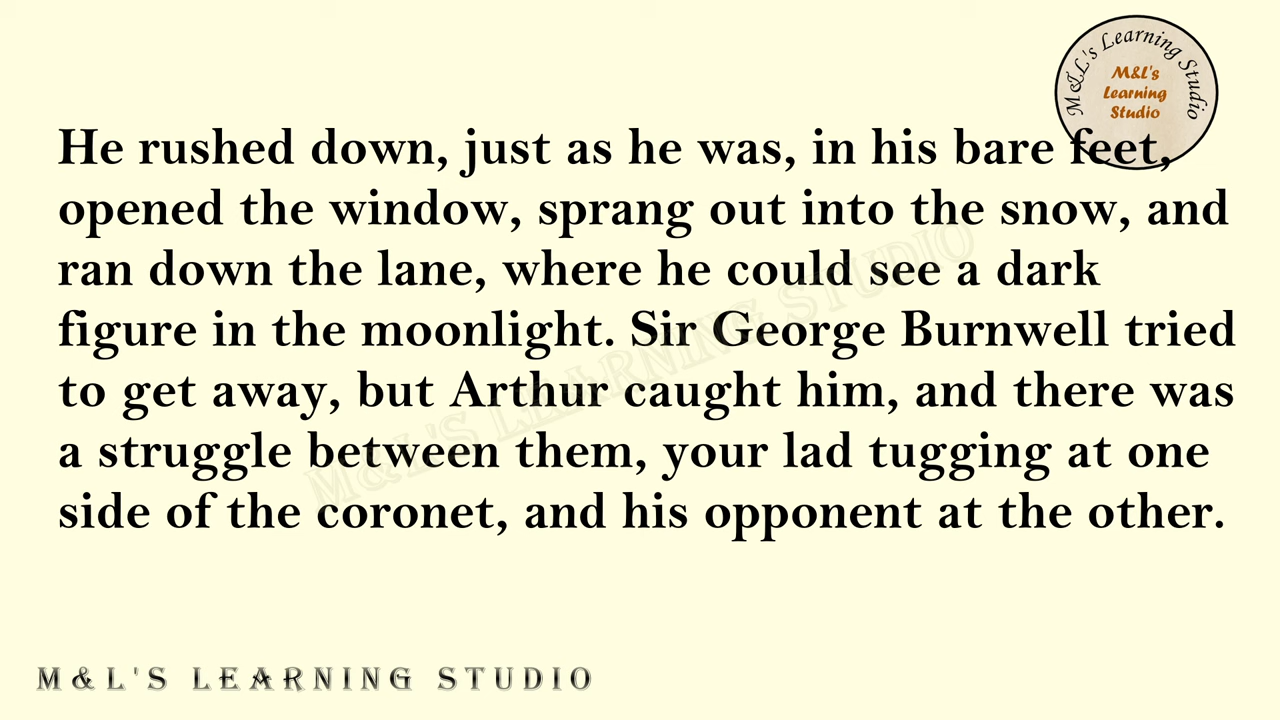 M&L's Learning Studio
M&L's
Learning
Studio
He rushed down, just as he was, in his bare feet,
opened the window, sprang out into the snow, and
ran down the lane, where he could see a dark
figure in the moonlight. Sir George Burnwell tried
to get away, but Arthur caught him, and there was
a struggle between them, your lad tugging at one
side of the coronet, and his opponent at the other.
M&L'S LEARNING STUDIO
M&L'S LEARNING STUDIO